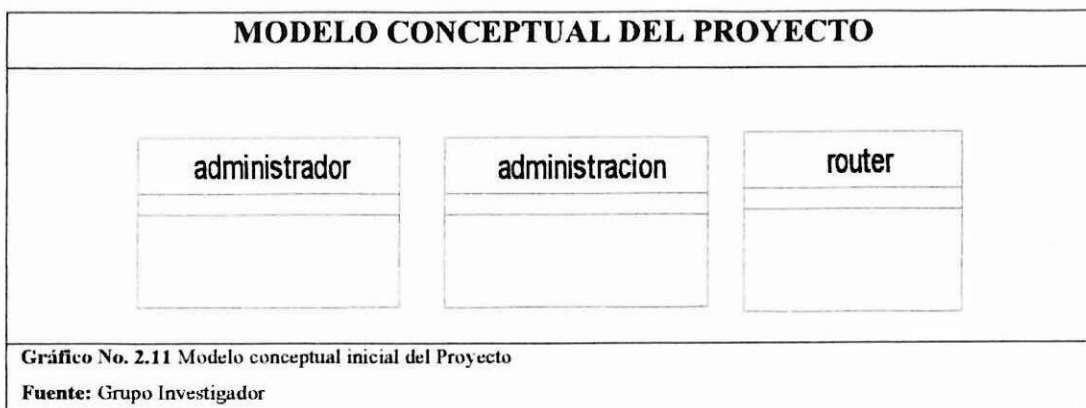 MODELO CONCEPTUAL DEL PROYECTO
administrador administracion router
Gráfico No. 2.11 Modelo conceptual inicial del Proyecto
Fuente: Grupo Investigador